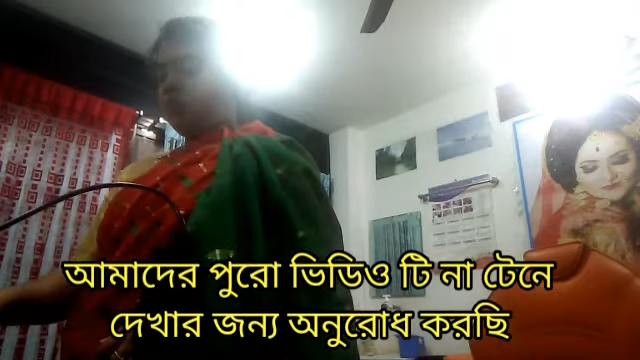 আমাদের পুরো ভিডিও টি না টেনে
দেখার জন্য অনুরোধ করছি